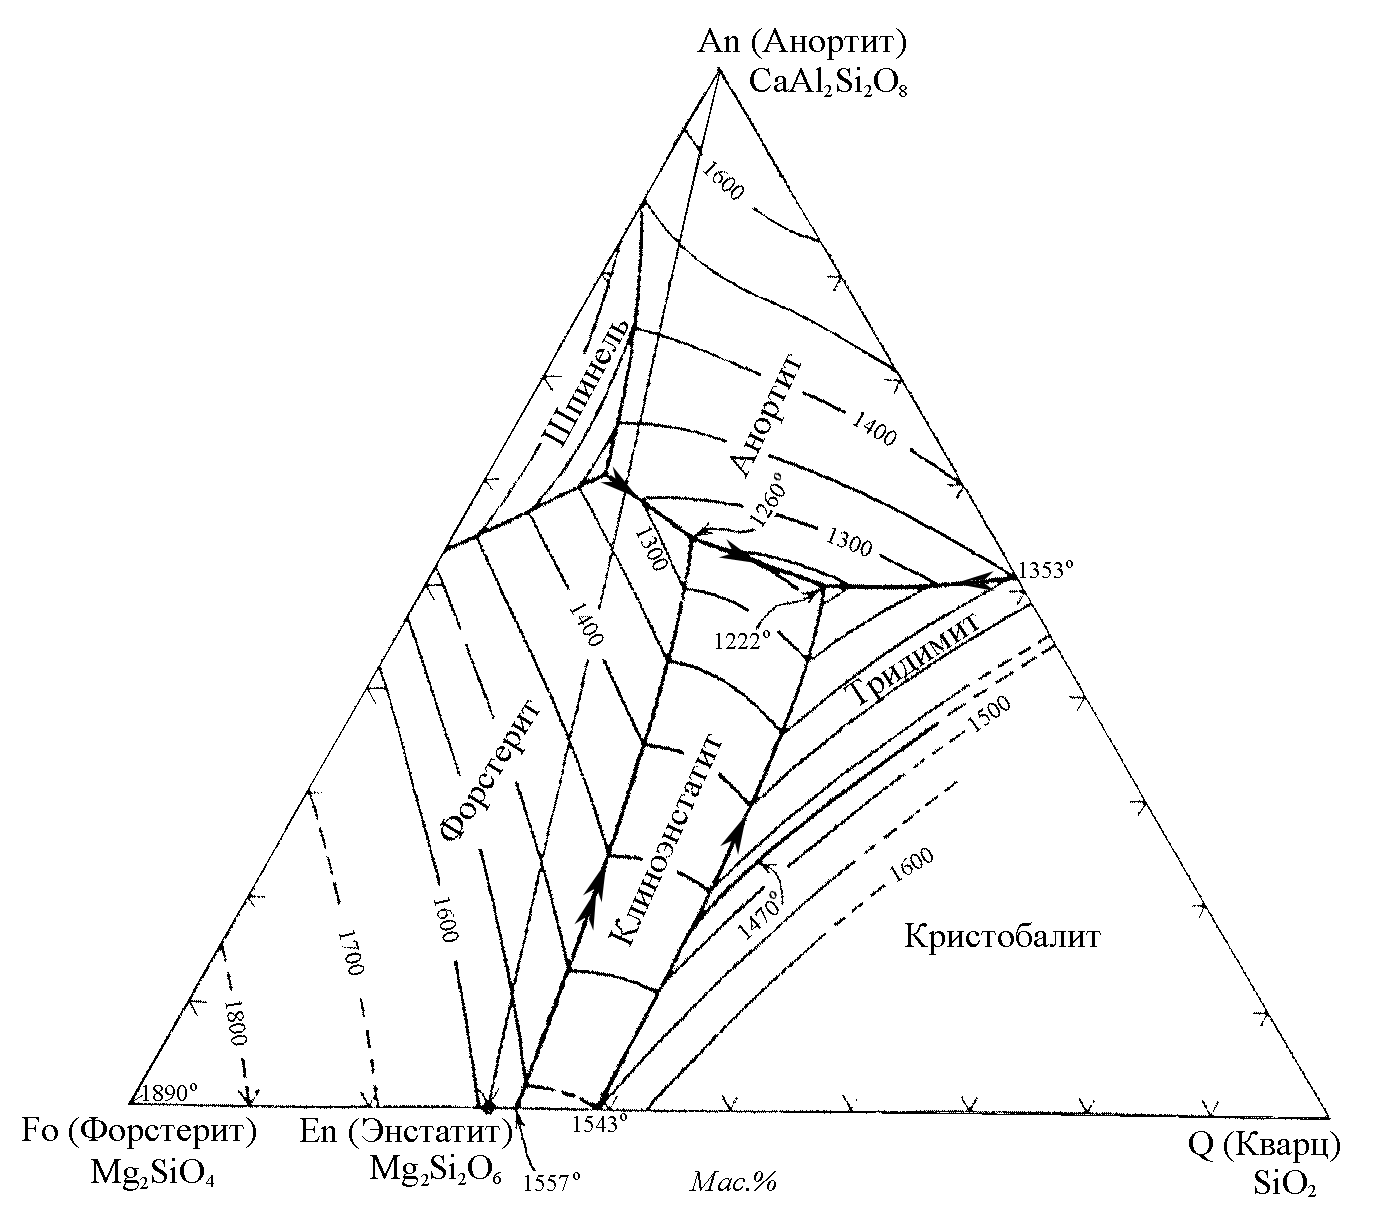 An (Анортит)
CaAl₂Si₂O₈
1600
Шпинель
Анортит
1400
1260°
1300
1300
1353°
1400
1222°
Тридимит
Форстерит
Клиноэнстатит
1500
1600
1470°
1600
1700
1800
Кристобалит
1890°
1543°
Fo (Форстерит)
Mg₂SiO₄
En (Энстатит)
Mg₂Si₂O₆
1557°
Мас.%
Q (Кварц)
SiO₂